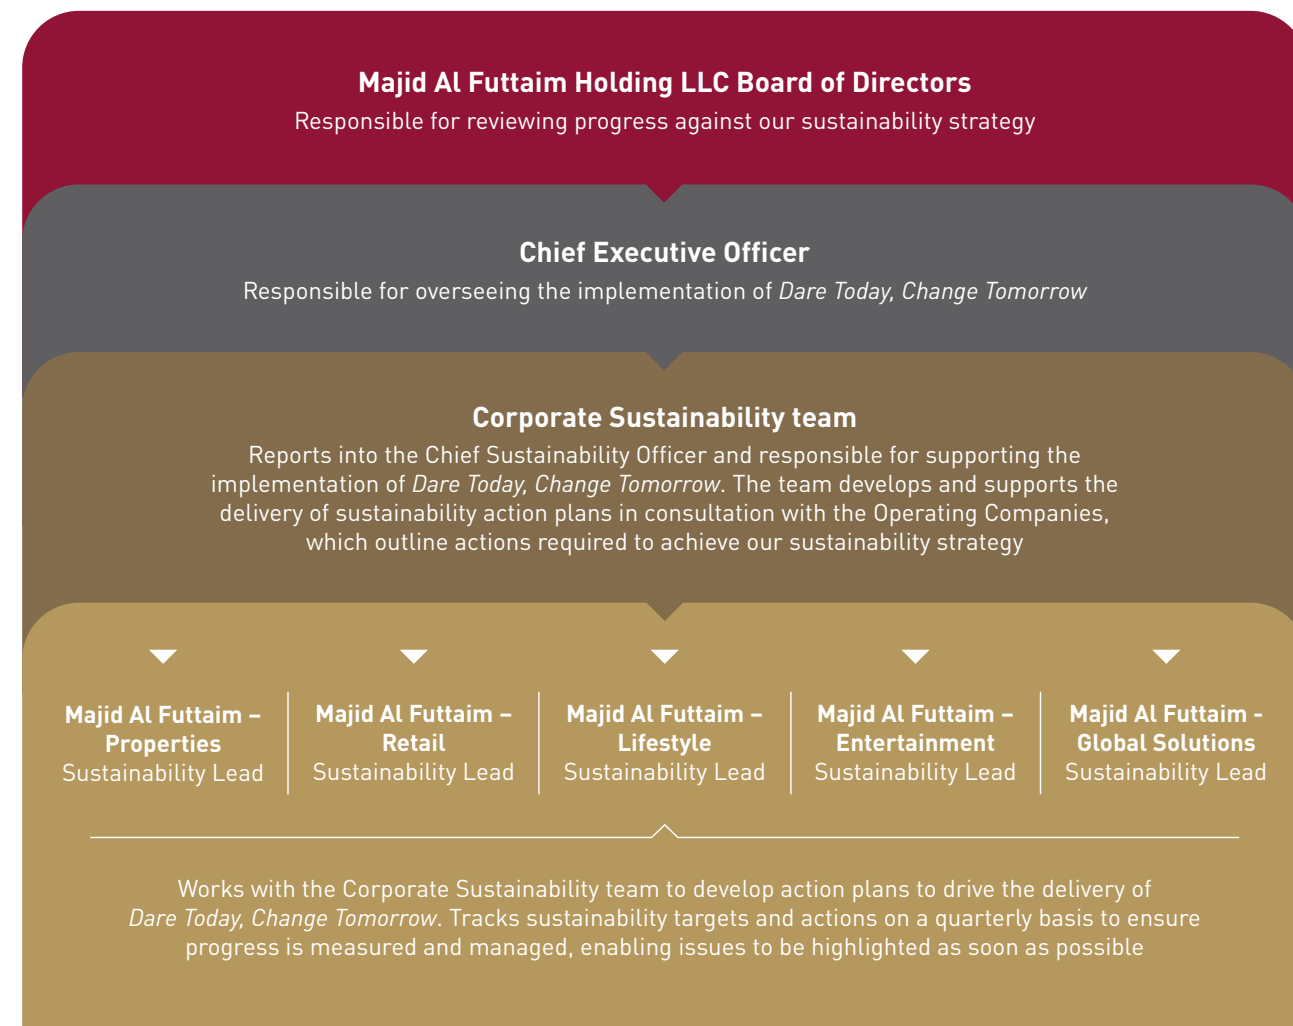 Majid Al Futtaim Holding LLC Board of Directors
Responsible for reviewing progress against our sustainability strategy
Chief Executive Officer
Responsible for overseeing the implementation of Dare Today, Change Tomorrow
Corporate Sustainability team
Reports into the Chief Sustainability Officer and responsible for supporting the
implementation of Dare Today, Change Tomorrow. The team develops and supports the
delivery of sustainability action plans in consultation with the Operating Companies,
which outline actions required to achieve our sustainability strategy
Majid Al Futtaim –
Properties
Sustainability Lead
Majid Al Futtaim –
Retail
Sustainability Lead
Majid Al Futtaim –
Lifestyle
Sustainability Lead
Majid Al Futtaim –
Entertainment
Sustainability Lead
Majid Al Futtaim -
Global Solutions
Sustainability Lead
Works with the Corporate Sustainability team to develop action plans to drive the delivery of
Dare Today, Change Tomorrow. Tracks sustainability targets and actions on a quarterly basis to ensure
progress is measured and managed, enabling issues to be highlighted as soon as possible